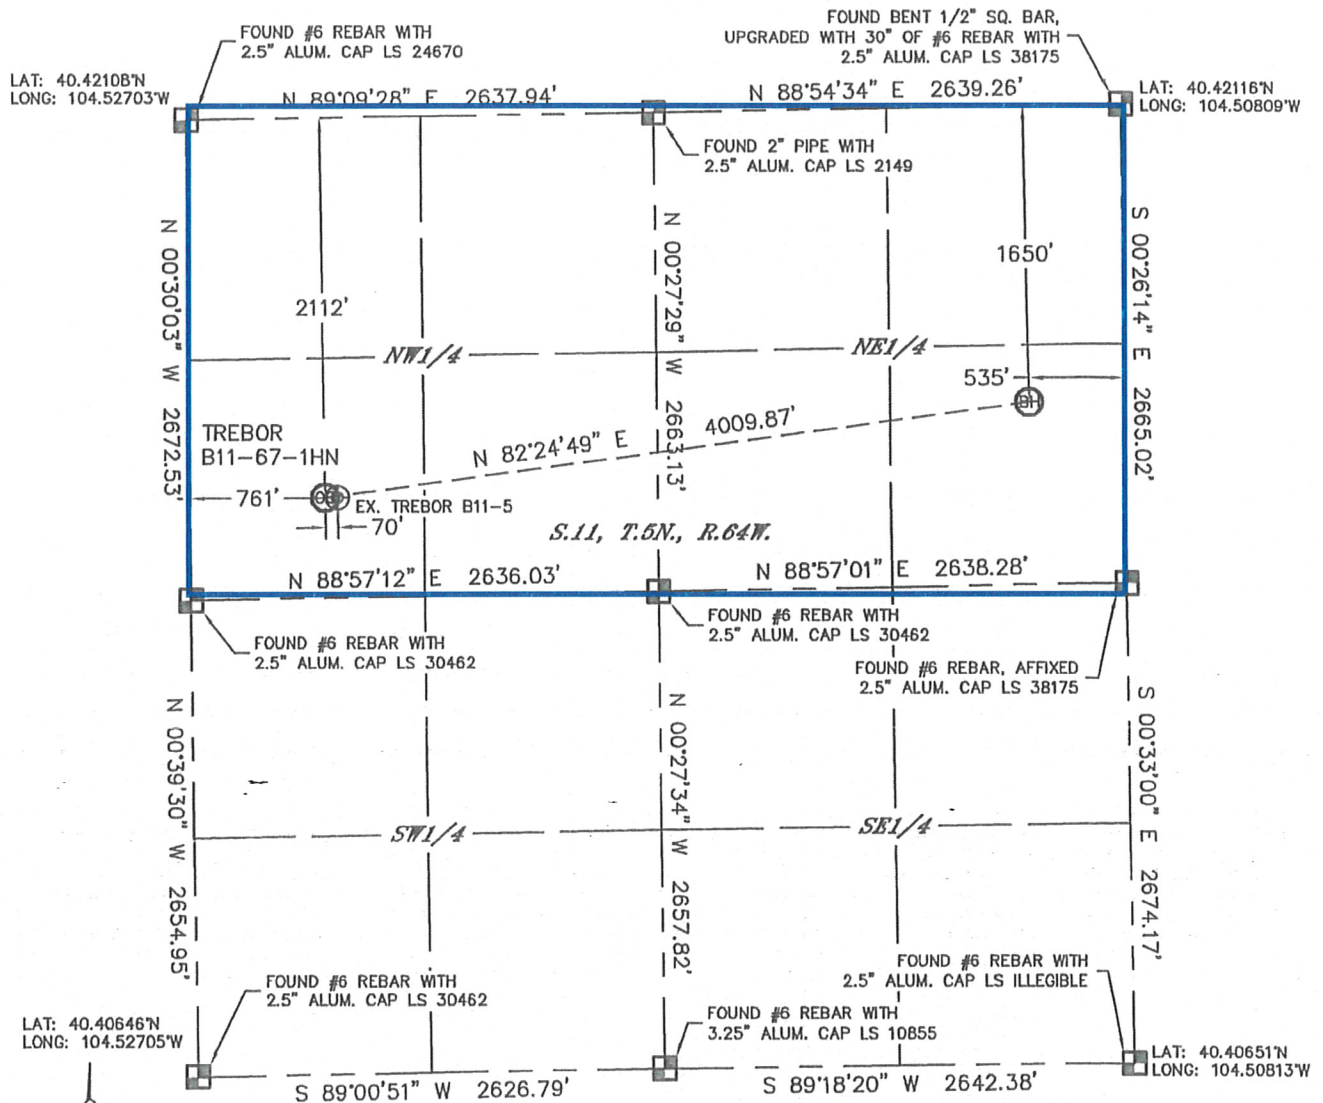 FOUND #6 REBAR WITH
2.5" ALUM. CAP LS 24670
FOUND BENT 1/2" SQ. BAR,
UPGRADED WITH 30" OF #6 REBAR WITH
2.5" ALUM. CAP LS 38175
LAT: 40.42108°N
LONG: 104.52703°W
N 89°09'28" E 2637.94'
N 88°54'34" E 2639.26'
LAT: 40.42116°N
LONG: 104.50809°W
FOUND 2" PIPE WITH
2.5" ALUM. CAP LS 2149
N 00°30'03" W 2672.53'
N 00°27'29" W 2663.13'
S 00°26'14" E 2665.02'
1650'
2112'
NW1/4
NE1/4
535'
BH
TREBOR
B11-67-1HN
N 82°24'49" E 4009.87'
761'
EX. TREBOR B11-5
70'
S.11, T.5N., R.64W.
N 88°57'12" E 2636.03'
N 88°57'01" E 2638.28'
FOUND #6 REBAR WITH
2.5" ALUM. CAP LS 30462
FOUND #6 REBAR WITH
2.5" ALUM. CAP LS 30462
FOUND #6 REBAR, AFFIXED
2.5" ALUM. CAP LS 38175
N 00°39'30" W 2654.95'
N 00°27'34" W 2657.82'
S 00°33'00" E 2674.17'
SW1/4
SE1/4
FOUND #6 REBAR WITH
2.5" ALUM. CAP LS 30462
FOUND #6 REBAR WITH
2.5" ALUM. CAP LS ILLEGIBLE
FOUND #6 REBAR WITH
3.25" ALUM. CAP LS 10855
LAT: 40.40646°N
LONG: 104.52705°W
LAT: 40.40651°N
LONG: 104.50813°W
S 89°00'51" W 2626.79'
S 89°18'20" W 2642.38'